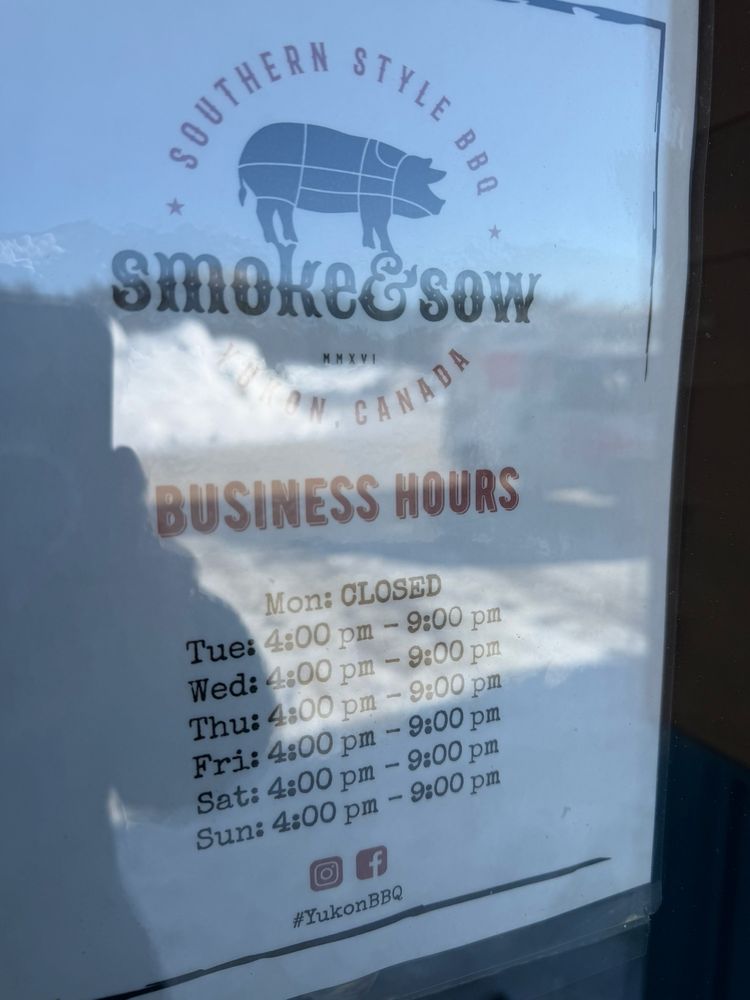 SOUTHERN STYLE BBQ
smoke&sow
MMXVI
YUKON, CANADA
BUSINESS HOURS
Mon: CLOSED
Tue: 4:00 pm - 9:00 pm
Wed: 4:00 pm - 9:00 pm
Thu: 4:00 pm - 9:00 pm
Fri: 4:00 pm - 9:00 pm
Sat: 4:00 pm - 9:00 pm
Sun: 4:00 pm - 9:00 pm
#YukonBBQ